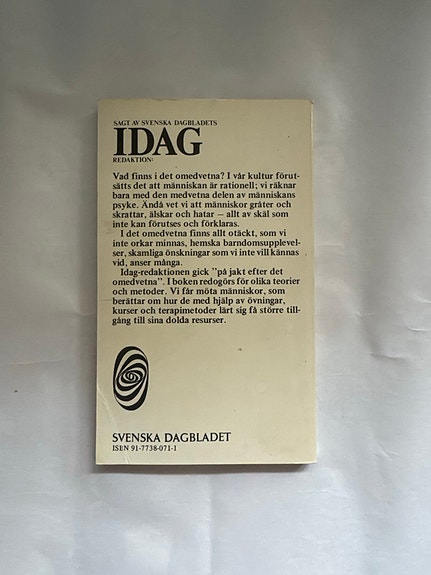 SAGT AV SVENSKA DAGBLADETS
IDAG
REDAKTION:
Vad finns i det omedvetna? I vår kultur förut-
sätts det att människan är rationell; vi räknar
bara med den medvetna delen av människans
psyke. Ändå vet vi att människor gråter och
skrattar, älskar och hatar – allt av skäl som
inte kan förutses och förklaras.
I det omedvetna finns allt otäckt, som vi
inte orkar minnas, hemska barndomsupplevel-
ser, skamliga önskningar som vi inte vill kännas
vid, anser många.
Idag-redaktionen gick "på jakt efter det
omedvetna". I boken redogörs för olika teorier
och metoder. Vi får möta människor, som
berättar om hur de med hjälp av övningar,
kurser och terapimetoder lärt sig få större till-
gång till sina dolda resurser.
SVENSKA DAGBLADET
ISBN 91-7738-071-1